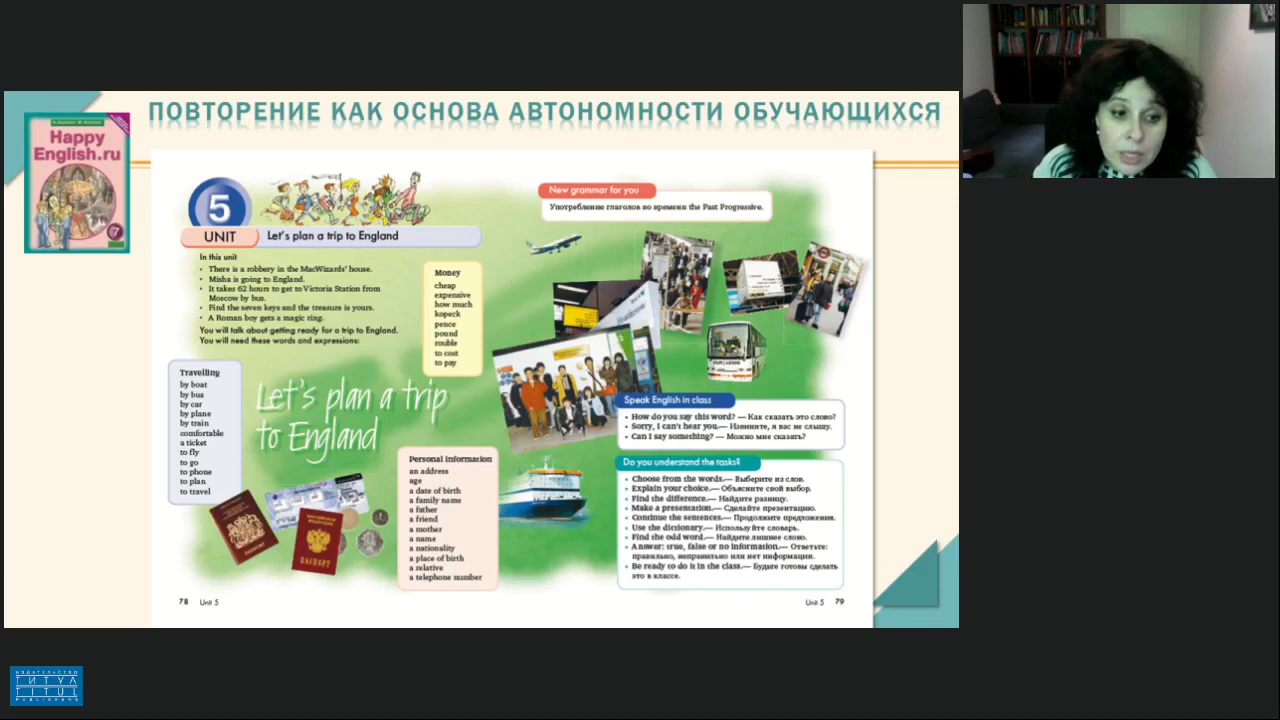 ПОВТОРЕНИЕ КАК ОСНОВА АВТОНОМНОСТИ ОБУЧАЮЩИХСЯ
Happy
English.ru
7
5
UNIT
Let's plan a trip to England
In this unit
• There is a robbery in the MacWizards' house.
• Misha is going to England.
• It takes 62 hours to get to Victoria Station from
Moscow by bus.
• Find the seven keys and the treasure is yours.
• A Roman boy gets a magic ring.
You will talk about getting ready for a trip to England.
You will need these words and expressions:
Money
cheap
expensive
how much
kopeck
pence
pound
rouble
to cost
to pay
Travelling
by boat
by bus
by car
by plane
by train
comfortable
a ticket
to fly
to go
to phone
to plan
to travel
Let's plan a trip
to England
Personal information
an address
age
a date of birth
a family name
a father
a friend
a mother
a name
a nationality
a place of birth
a relative
a telephone number
ПАСПОРТ
78 Unit 5
New grammar for you
Употребление глаголов во времени the Past Progressive.
Speak English in class
• How do you say this word? — Как сказать это слово?
• Sorry, I can't hear you.— Извините, я вас не слышу.
• Can I say something? — Можно мне сказать?
Do you understand the tasks?
• Choose from the words.— Выберите из слов.
• Explain your choice.— Объясните свой выбор.
• Find the difference.— Найдите разницу.
• Make a presentation.— Сделайте презентацию.
• Continue the sentences.— Продолжите предложения.
• Use the dictionary.— Используйте словарь.
• Find the odd word.— Найдите лишнее слово.
• Answer: true, false or no information.— Ответьте:
правильно, неправильно или нет информации.
• Be ready to do it in the class.— Будьте готовы сделать
это в классе.
Unit 5 79
ИЗДАТЕЛЬСТВО
ТИТУЛ
TITUL
PUBLISHERS